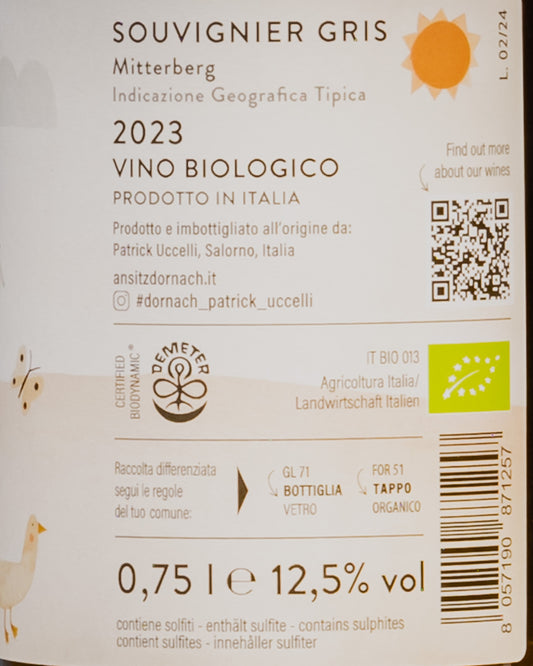 SOUVIGNIER GRIS
Mitterberg
Indicazione Geografica Tipica
2023
VINO BIOLOGICO
PRODOTTO IN ITALIA
Prodotto e imbottigliato all'origine da:
Patrick Uccelli, Salorno, Italia
ansitzdornach.it
#dornach_patrick_uccelli
L. 02/24
Find out more
about our wines
CERTIFIED
BIODYNAMIC®
DEMETER
IT BIO 013
Agricoltura Italia/
Landwirtschaft Italien
Raccolta differenziata
segui le regole
del tuo comune:
GL 71
BOTTIGLIA
VETRO
FOR 51
TAPPO
ORGANICO
0,75 l ℮ 12,5% vol
contiene solfiti - enthält sulfite - contains sulphites
contient sulfites - innehåller sulfiter
8 057190 871257